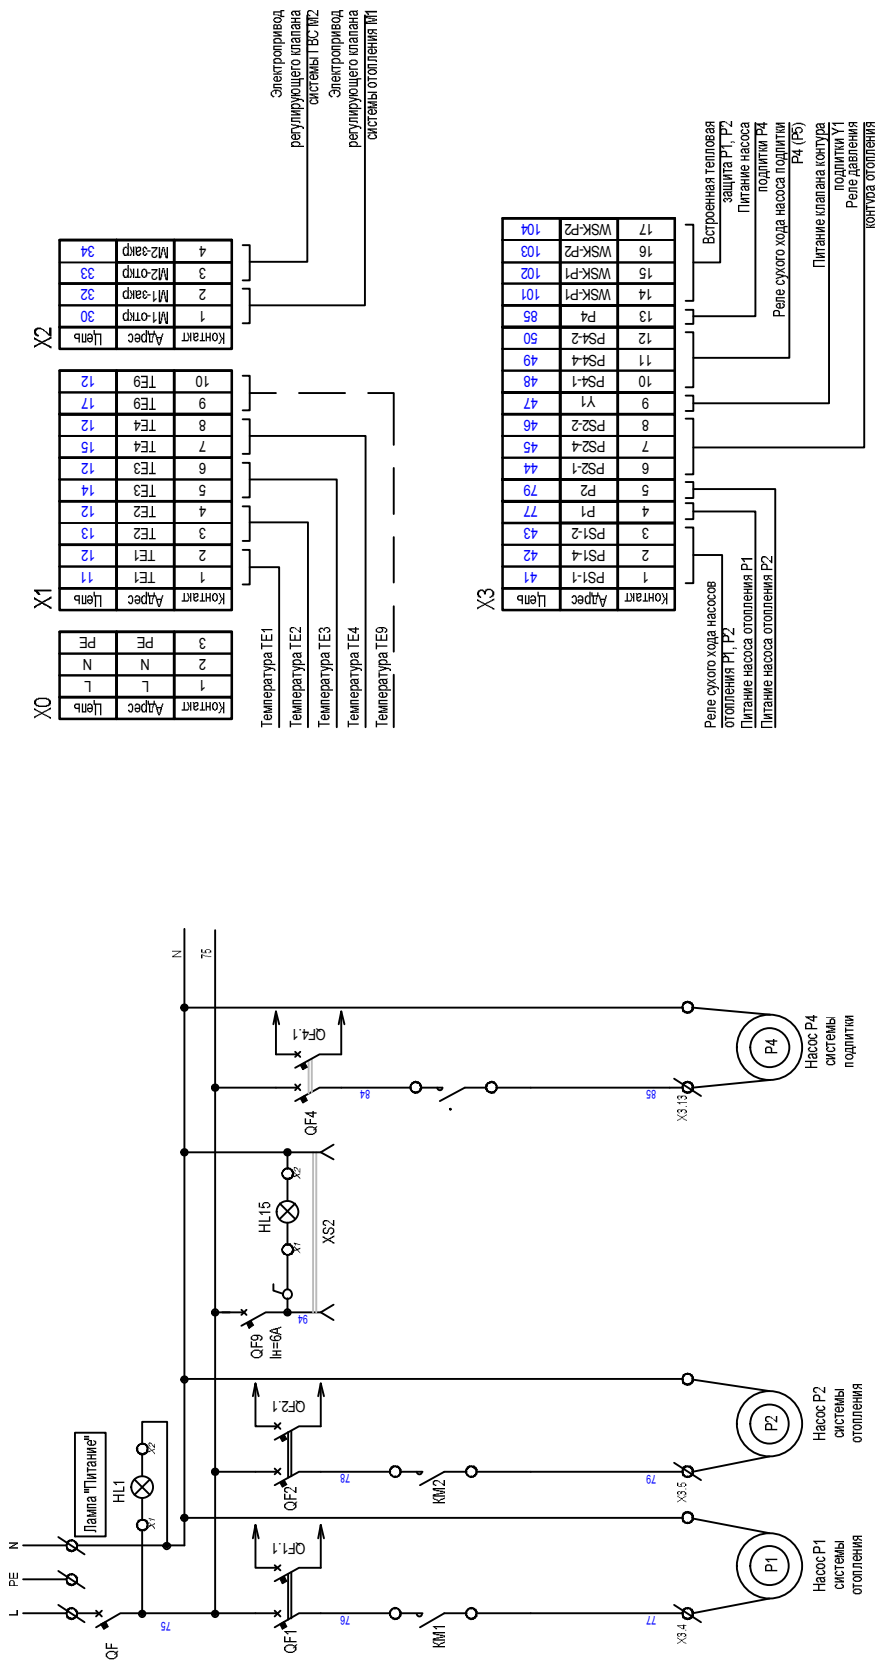 X0
Цепь L N PE
Адрес L N PE
Контакт 1 2 3
X1
Цепь 11 12 13 12 14 12 15 12 17 12
Адрес TE1 TE1 TE2 TE2 TE3 TE3 TE4 TE4 TE9 TE9
Контакт 1 2 3 4 5 6 7 8 9 10
X2
Цепь 30 32 33 34
Адрес М1-откр М1-закр М2-откр М2-закр
Контакт 1 2 3 4
Температура TE1
Температура TE2
Температура TE3
Температура TE4
Температура TE9
Электропривод
регулирующего клапана
системы ГВС М2
Электропривод
регулирующего клапана
системы отопления М1
X3
Цепь 41 42 43 77 79 44 45 46 47 48 49 50 85 101 102 103 104
Адрес PS1-1 PS1-4 PS1-2 P1 P2 PS2-1 PS2-4 PS2-2 Y1 PS4-1 PS4-4 PS4-2 P4 WSK-P1 WSK-P1 WSK-P2 WSK-P2
Контакт 1 2 3 4 5 6 7 8 9 10 11 12 13 14 15 16 17
Реле сухого хода насосов
отопления P1, P2
Питание насоса отопления P1
Питание насоса отопления P2
Встроенная тепловая
защита P1, P2
Питание насоса
подпитки P4
Реле сухого хода насоса подпитки
P4 (P5)
Питание клапана контура
подпитки Y1
Реле давления
контура отопления
L
PE
N
QF
Лампа "Питание"
HL1
X1
X2
75
N
75
QF1
QF1.1
76
KM1
77
X3.4
P1
Насос P1
системы
отопления
QF2
QF2.1
78
KM2
79
X3.5
P2
Насос P2
системы
отопления
QF9
Iн=6А
94
X1
HL15
X2
XS2
QF4
QF4.1
84
85
X3.13
P4
Насос P4
системы
подпитки